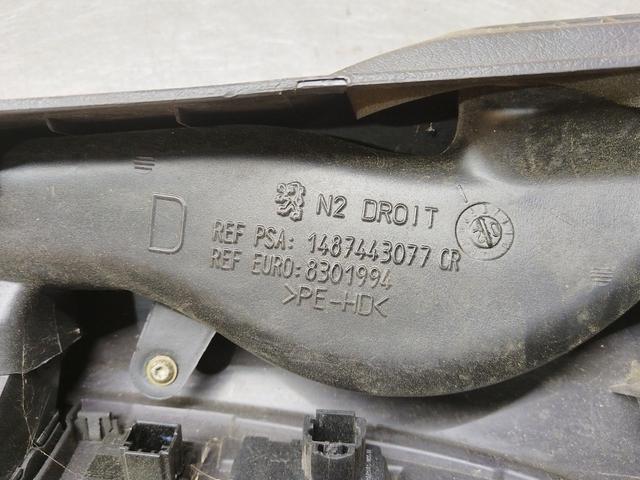 N2 DROIT
D
REF PSA: 1487443077 CR
REF EURO:8301994
>PE-HD<